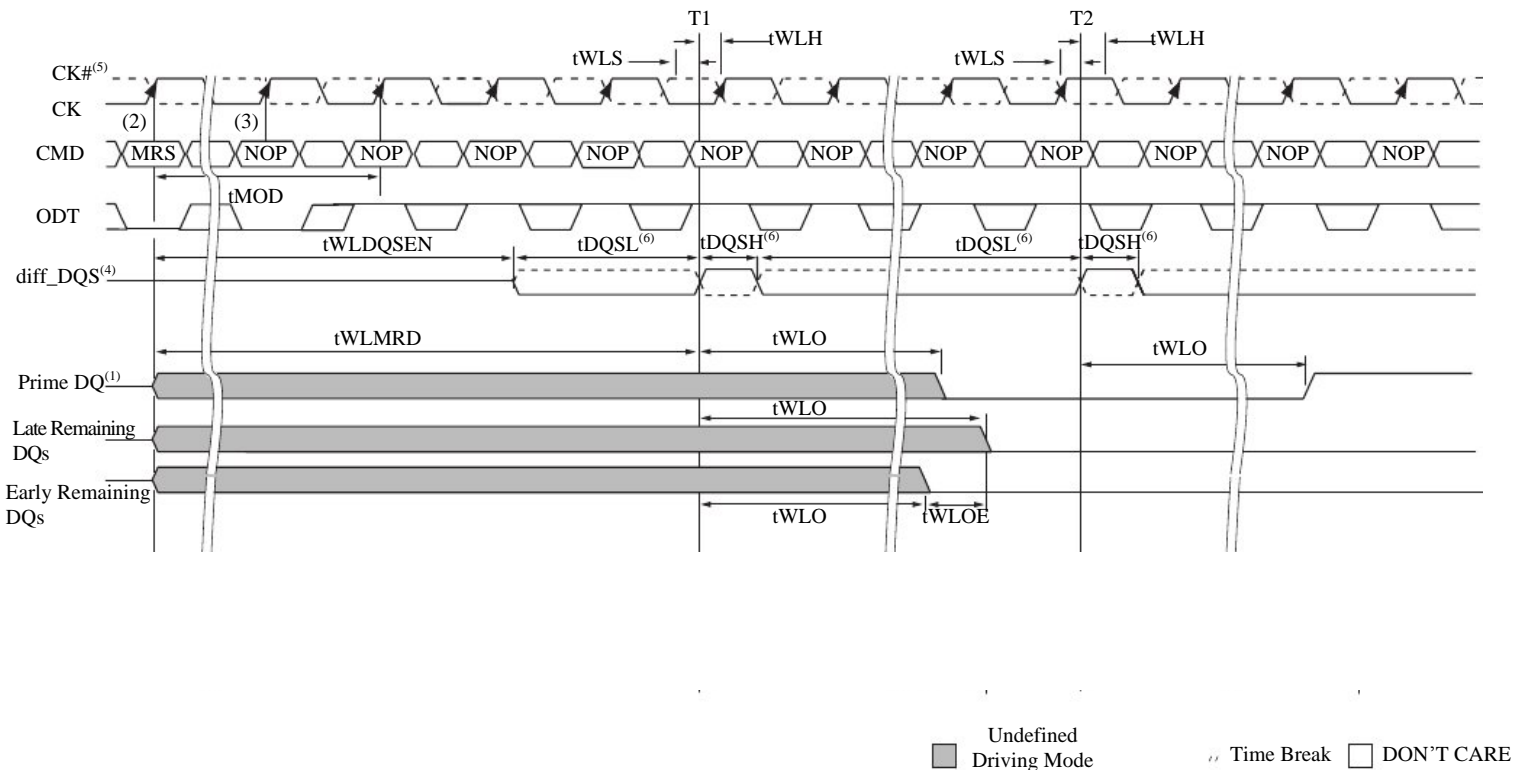 T1 T2
tWLH tWLH
tWLS tWLS
CK#(5)
CK
(2) (3)
CMD MRS NOP NOP NOP NOP NOP NOP NOP NOP NOP NOP NOP
tMOD
ODT
tWLDQSEN tDQSL(6) tDQSH(6) tDQSL(6) tDQSH(6)
diff_DQS(4)
tWLMRD tWLO
tWLO
Prime DQ(1)
tWLO
Late Remaining
DQs
Early Remaining
DQs
tWLO tWLOE
Undefined
Driving Mode
Time Break
DON'T CARE